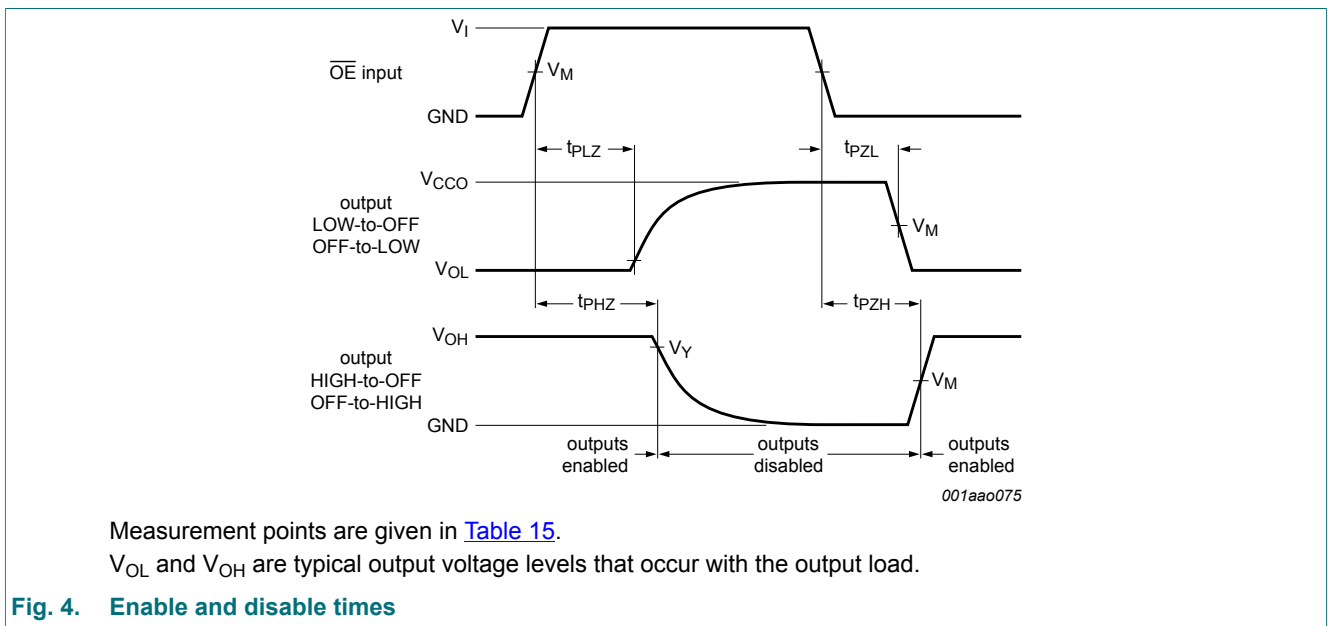 V_I
OE input
V_M
GND
t_PLZ
t_PZL
V_CCO
output
LOW-to-OFF
OFF-to-LOW
V_M
V_OL
t_PHZ
t_PZH
V_OH
output
HIGH-to-OFF
OFF-to-HIGH
V_Y
V_M
GND
outputs
enabled
outputs
disabled
outputs
enabled
001aao075
Measurement points are given in Table 15.
V_OL and V_OH are typical output voltage levels that occur with the output load.
Fig. 4. Enable and disable times